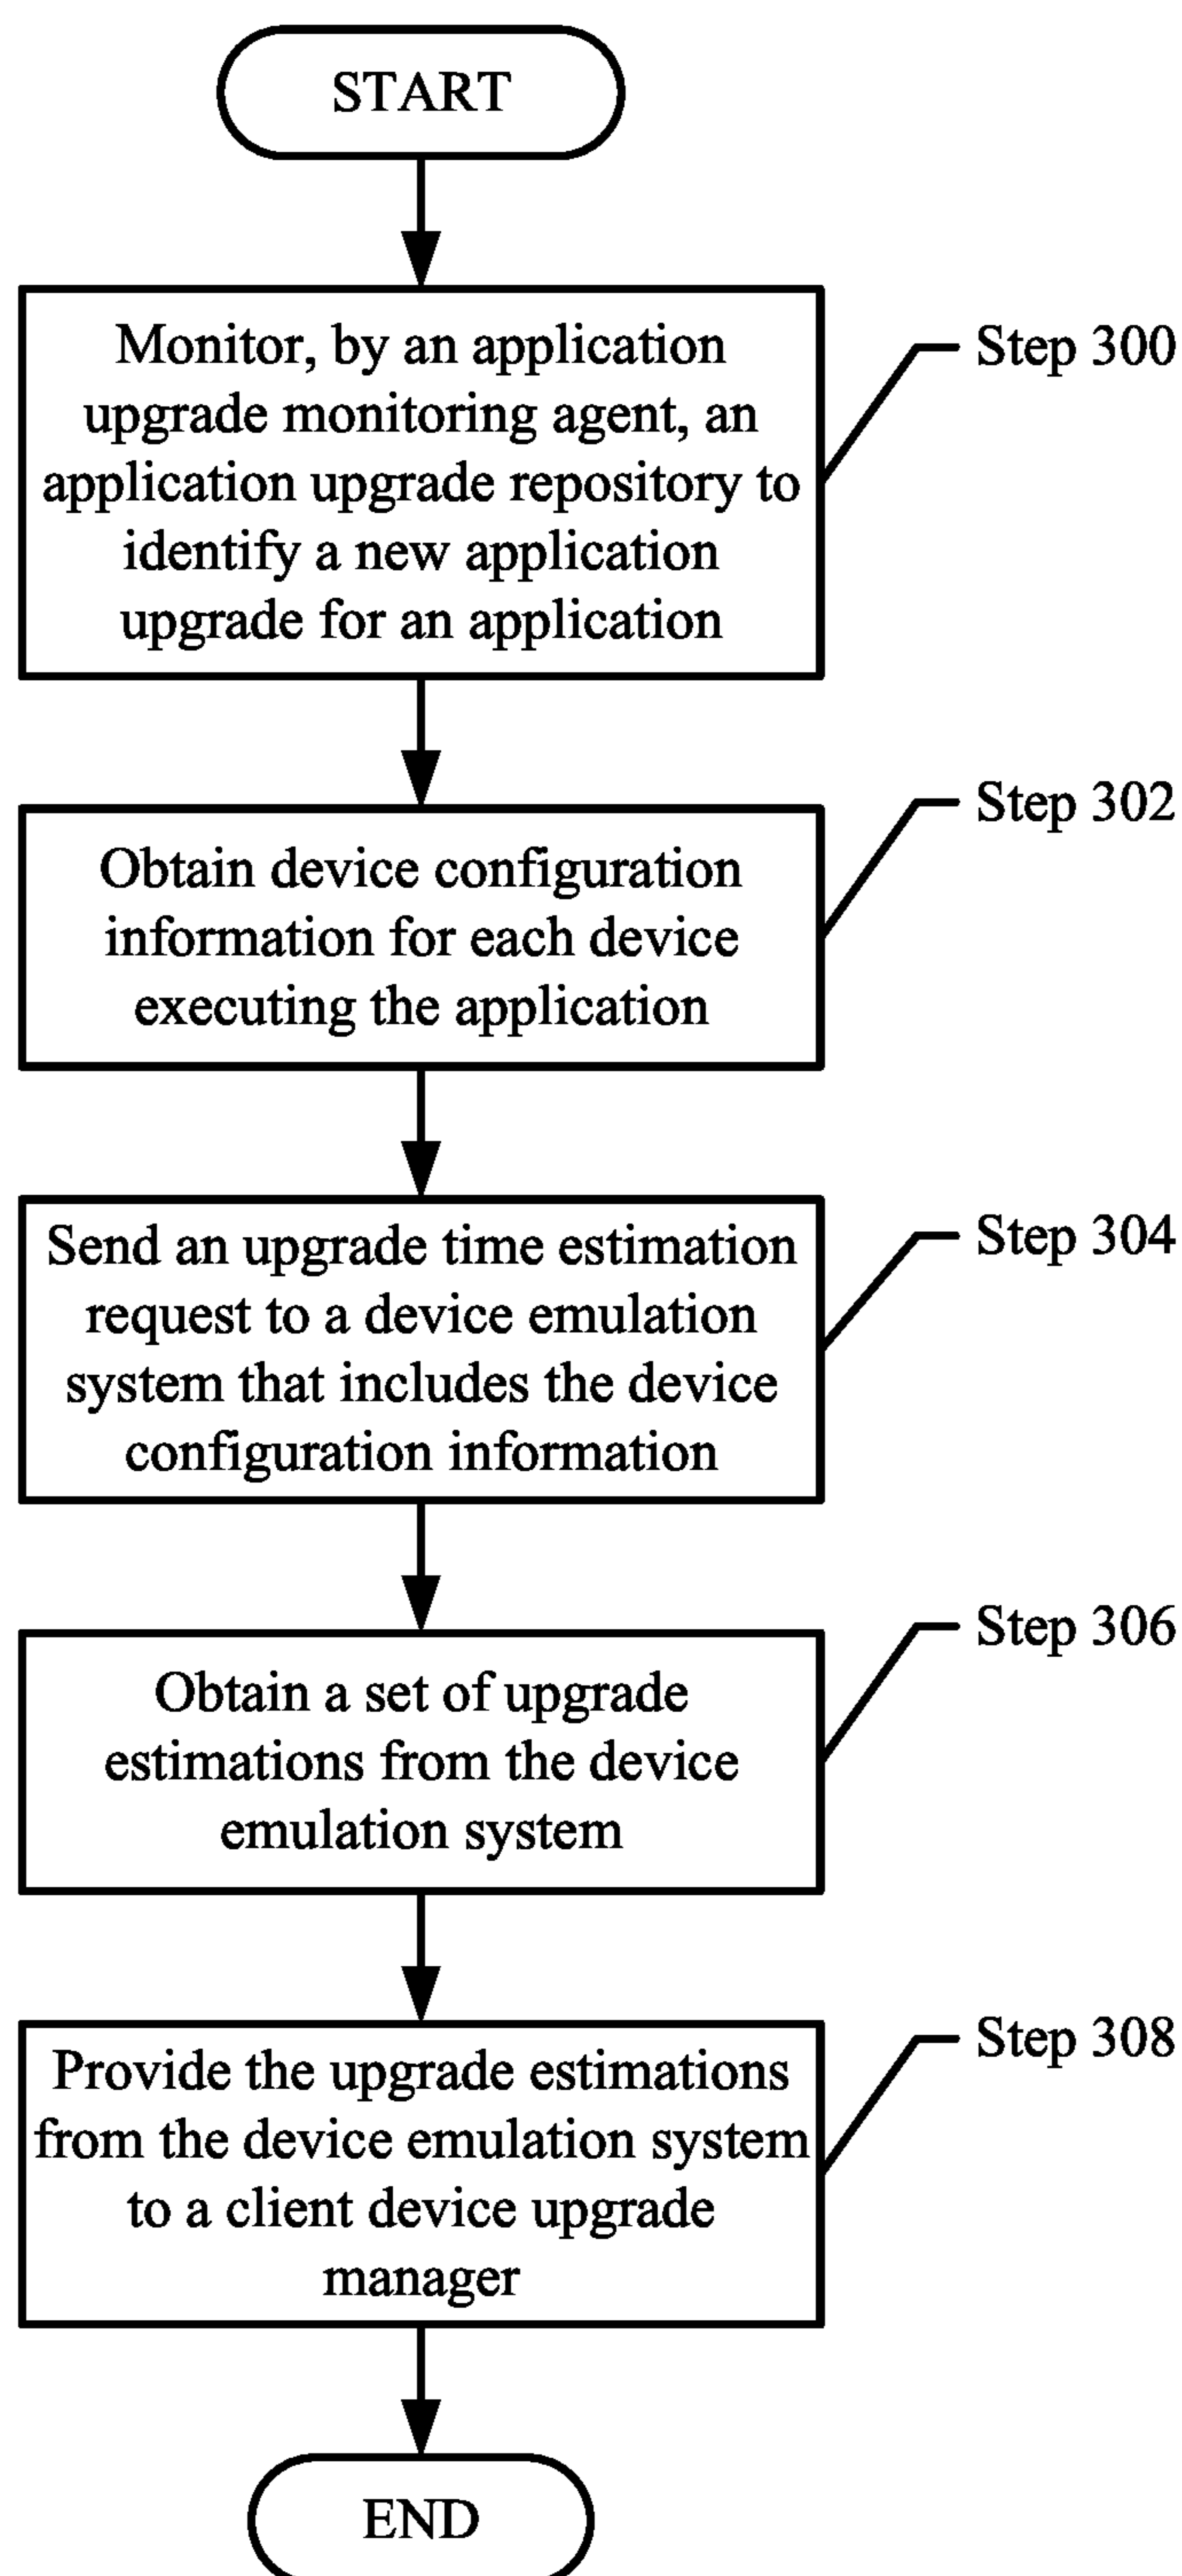 START
Monitor, by an application
upgrade monitoring agent, an
application upgrade repository to
identify a new application
upgrade for an application
Step 300
Obtain device configuration
information for each device
executing the application
Step 302
Send an upgrade time estimation
request to a device emulation
system that includes the device
configuration information
Step 304
Obtain a set of upgrade
estimations from the device
emulation system
Step 306
Provide the upgrade estimations
from the device emulation system
to a client device upgrade
manager
Step 308
END